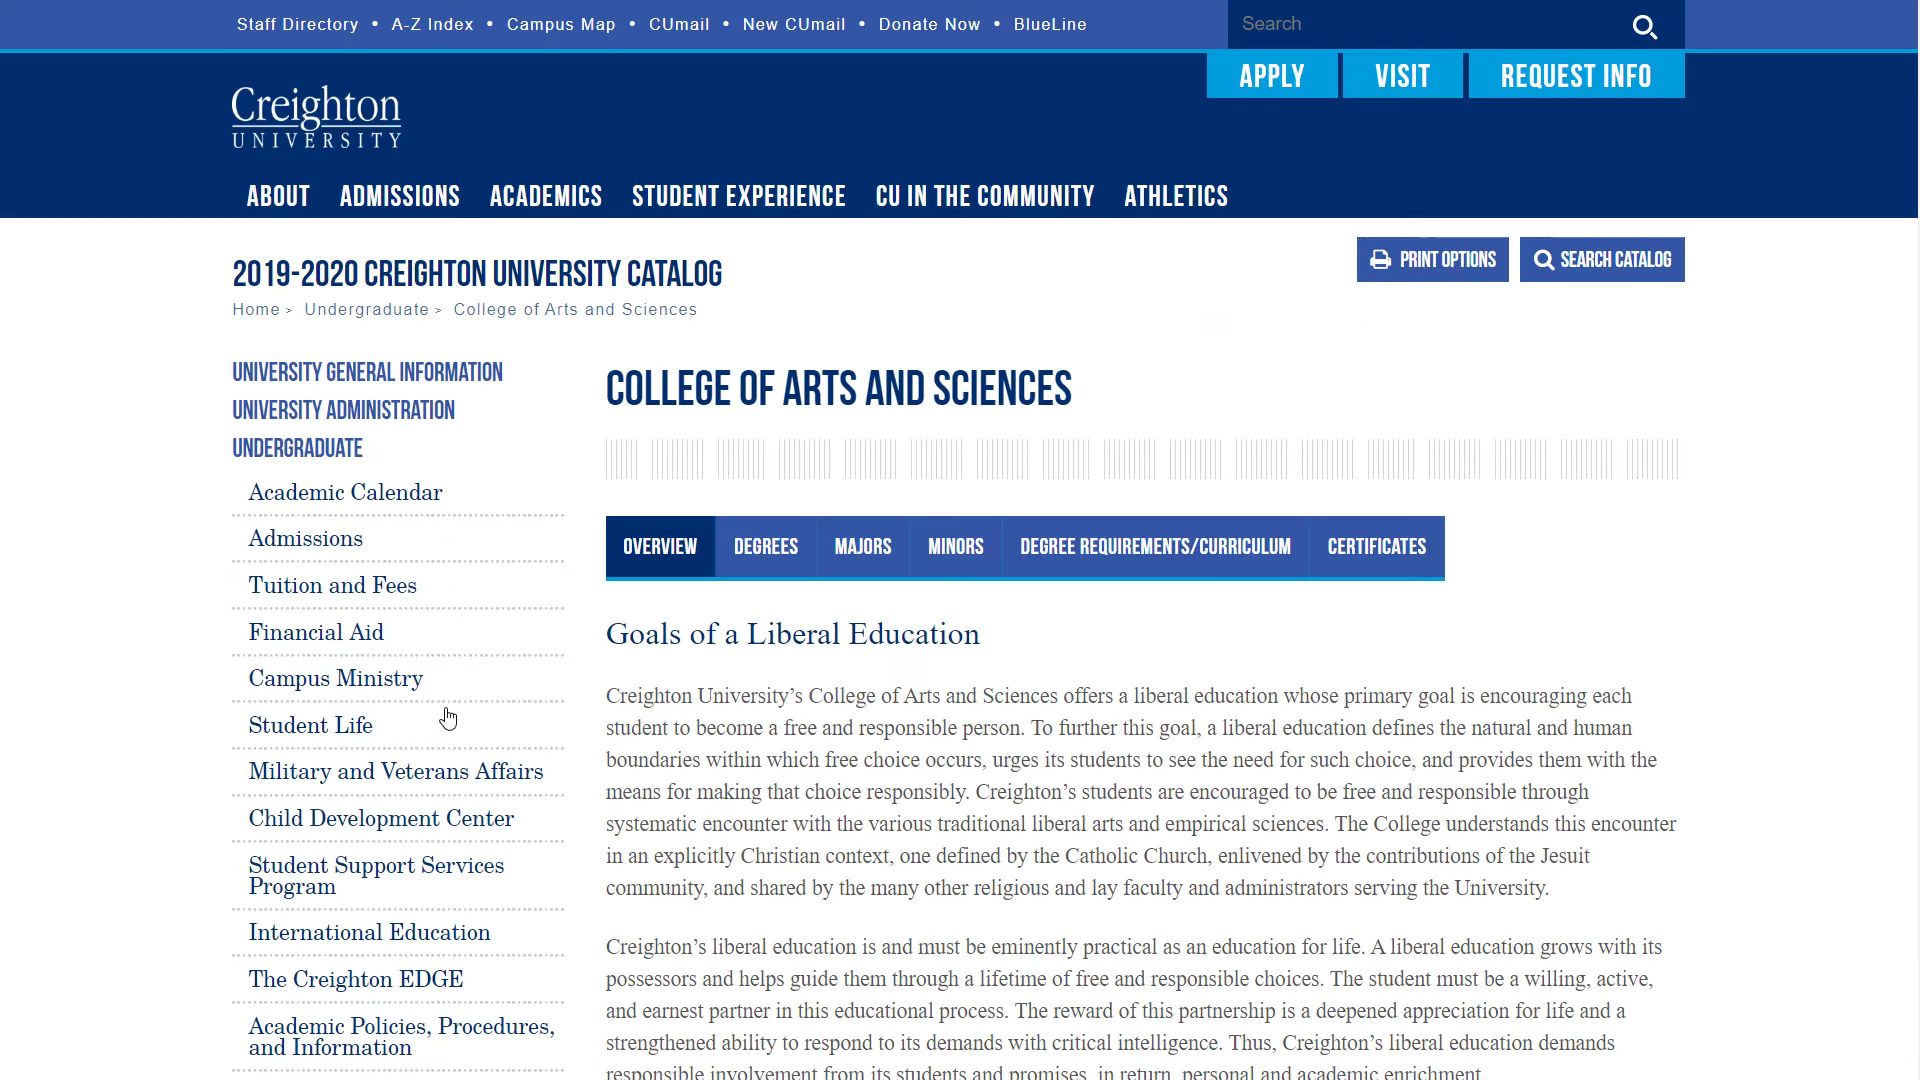 Staff Directory • A-Z Index • Campus Map • CUmail • New CUmail • Donate Now • BlueLine
Search
APPLY
VISIT
REQUEST INFO
Creighton
UNIVERSITY
ABOUT
ADMISSIONS
ACADEMICS
STUDENT EXPERIENCE
CU IN THE COMMUNITY
ATHLETICS
2019-2020 CREIGHTON UNIVERSITY CATALOG
Home > Undergraduate > College of Arts and Sciences
PRINT OPTIONS
SEARCH CATALOG
UNIVERSITY GENERAL INFORMATION
UNIVERSITY ADMINISTRATION
UNDERGRADUATE
Academic Calendar
Admissions
Tuition and Fees
Financial Aid
Campus Ministry
Student Life
Military and Veterans Affairs
Child Development Center
Student Support Services
Program
International Education
The Creighton EDGE
Academic Policies, Procedures,
and Information
COLLEGE OF ARTS AND SCIENCES
OVERVIEW
DEGREES
MAJORS
MINORS
DEGREE REQUIREMENTS/CURRICULUM
CERTIFICATES
Goals of a Liberal Education
Creighton University’s College of Arts and Sciences offers a liberal education whose primary goal is encouraging each
student to become a free and responsible person. To further this goal, a liberal education defines the natural and human
boundaries within which free choice occurs, urges its students to see the need for such choice, and provides them with the
means for making that choice responsibly. Creighton’s students are encouraged to be free and responsible through
systematic encounter with the various traditional liberal arts and empirical sciences. The College understands this encounter
in an explicitly Christian context, one defined by the Catholic Church, enlivened by the contributions of the Jesuit
community, and shared by the many other religious and lay faculty and administrators serving the University.
Creighton’s liberal education is and must be eminently practical as an education for life. A liberal education grows with its
possessors and helps guide them through a lifetime of free and responsible choices. The student must be a willing, active,
and earnest partner in this educational process. The reward of this partnership is a deepened appreciation for life and a
strengthened ability to respond to its demands with critical intelligence. Thus, Creighton’s liberal education demands
responsible involvement from its students and promises, in return, personal and academic enrichment.